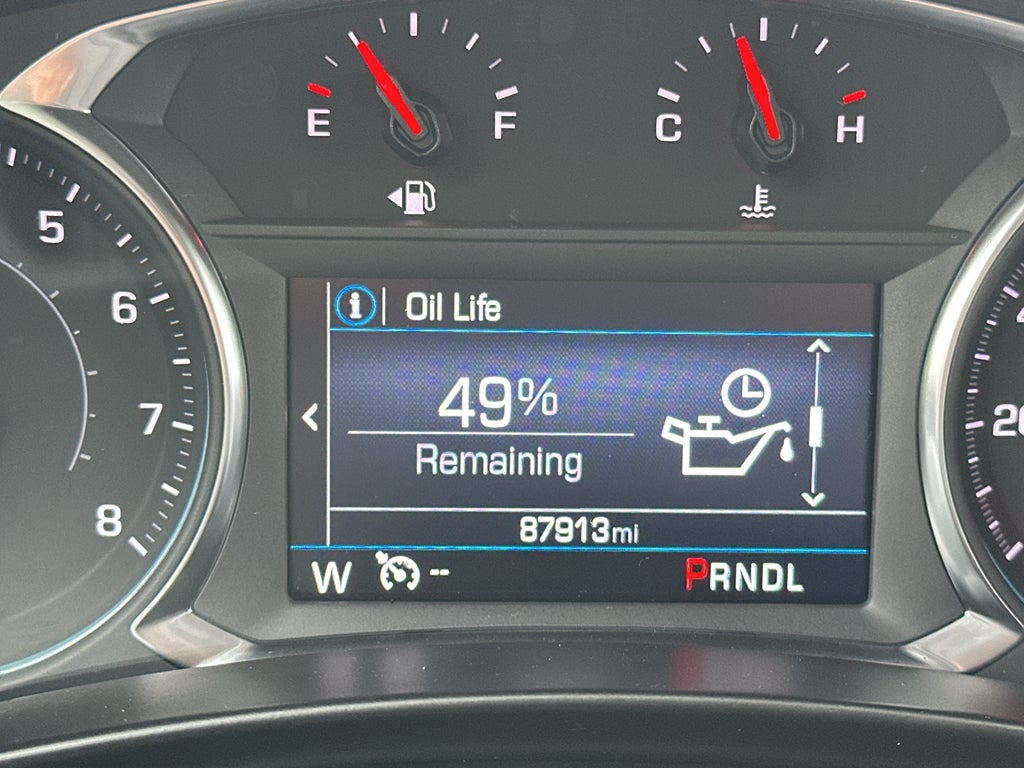 E F
C H
5
6
7
8
i Oil Life
49%
Remaining
87913mi
W -- PRNDL